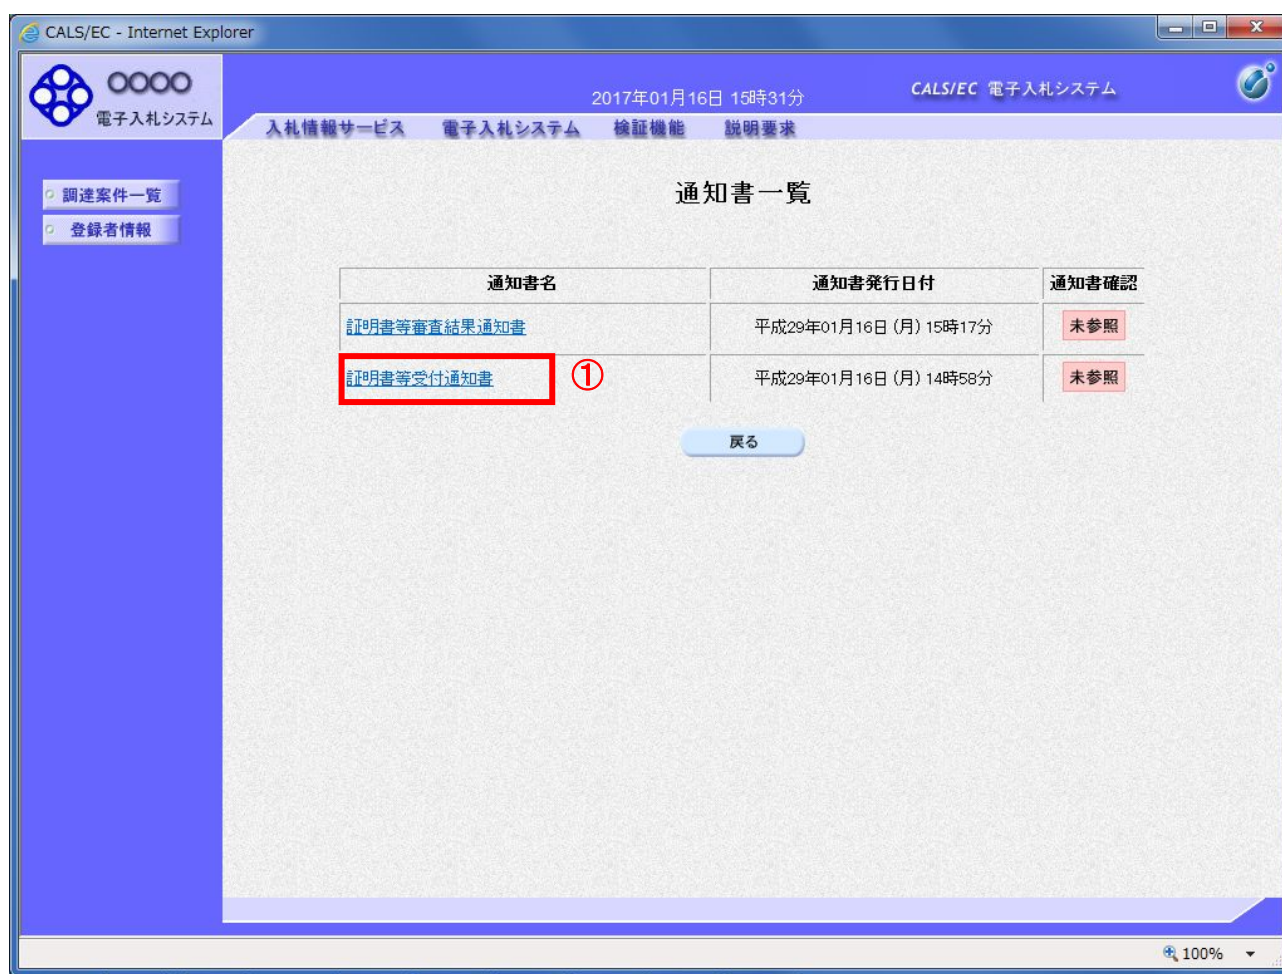 CALS/EC - Internet Explorer
〇〇〇〇
電子入札システム
2017年01月16日 15時31分
CALS/EC 電子入札システム
入札情報サービス 電子入札システム 検証機能 説明要求
調達案件一覧
登録者情報
通知書一覧
通知書名 通知書発行日付 通知書確認
証明書等審査結果通知書 平成29年01月16日 (月) 15時17分 未参照
証明書等受付通知書 ① 平成29年01月16日 (月) 14時58分 未参照
戻る
100%